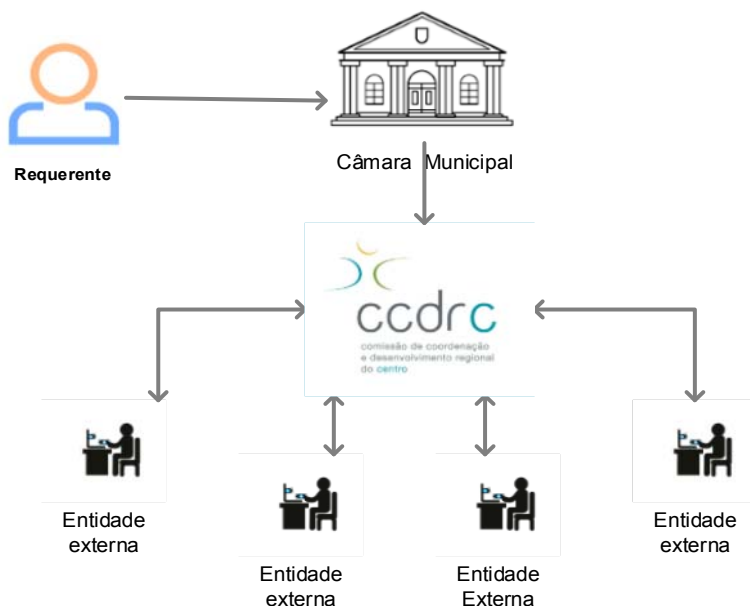 Requerente
Câmara Municipal
ccdrc
comissão de coordenação
e desenvolvimento regional
do centro
Entidade
externa
Entidade
externa
Entidade
Externa
Entidade
externa